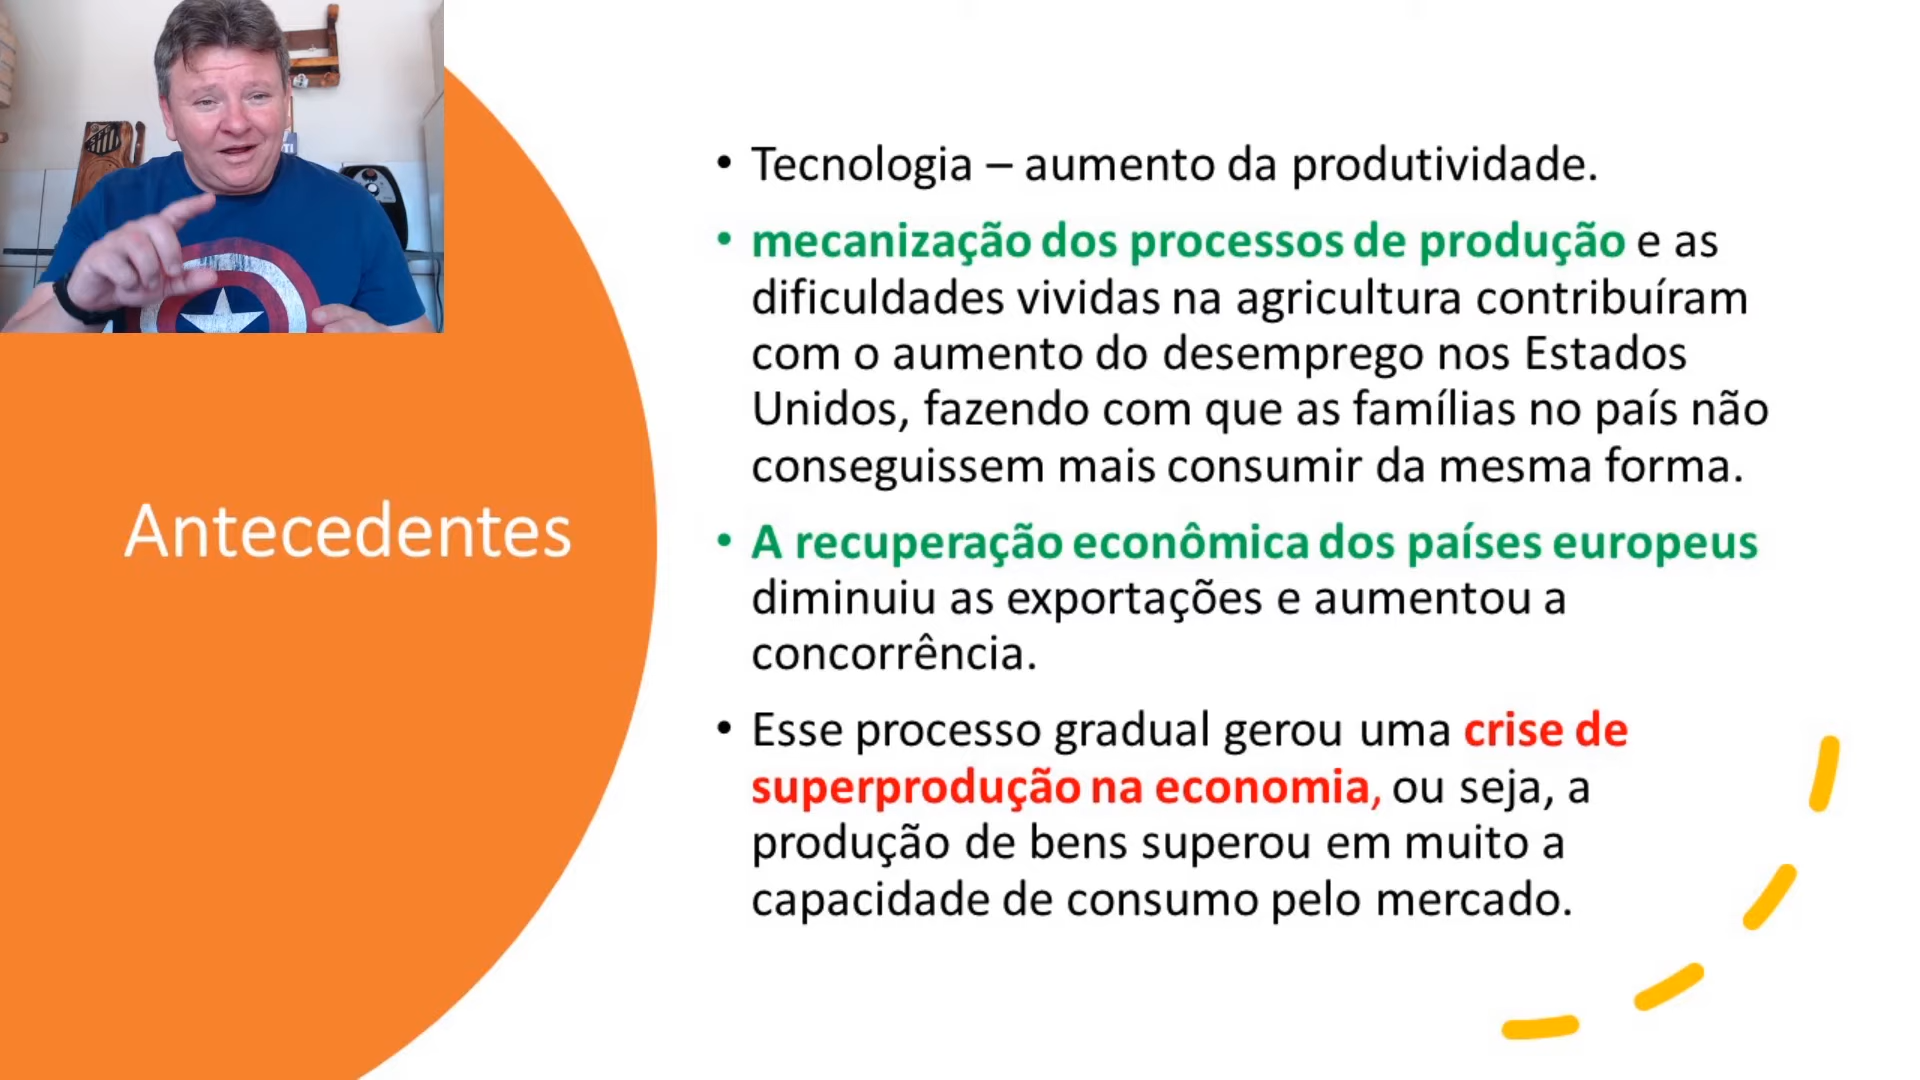 Antecedentes
• Tecnologia – aumento da produtividade.
• mecanização dos processos de produção e as
dificuldades vividas na agricultura contribuíram
com o aumento do desemprego nos Estados
Unidos, fazendo com que as famílias no país não
conseguissem mais consumir da mesma forma.
• A recuperação econômica dos países europeus
diminuiu as exportações e aumentou a
concorrência.
• Esse processo gradual gerou uma crise de
superprodução na economia, ou seja, a
produção de bens superou em muito a
capacidade de consumo pelo mercado.